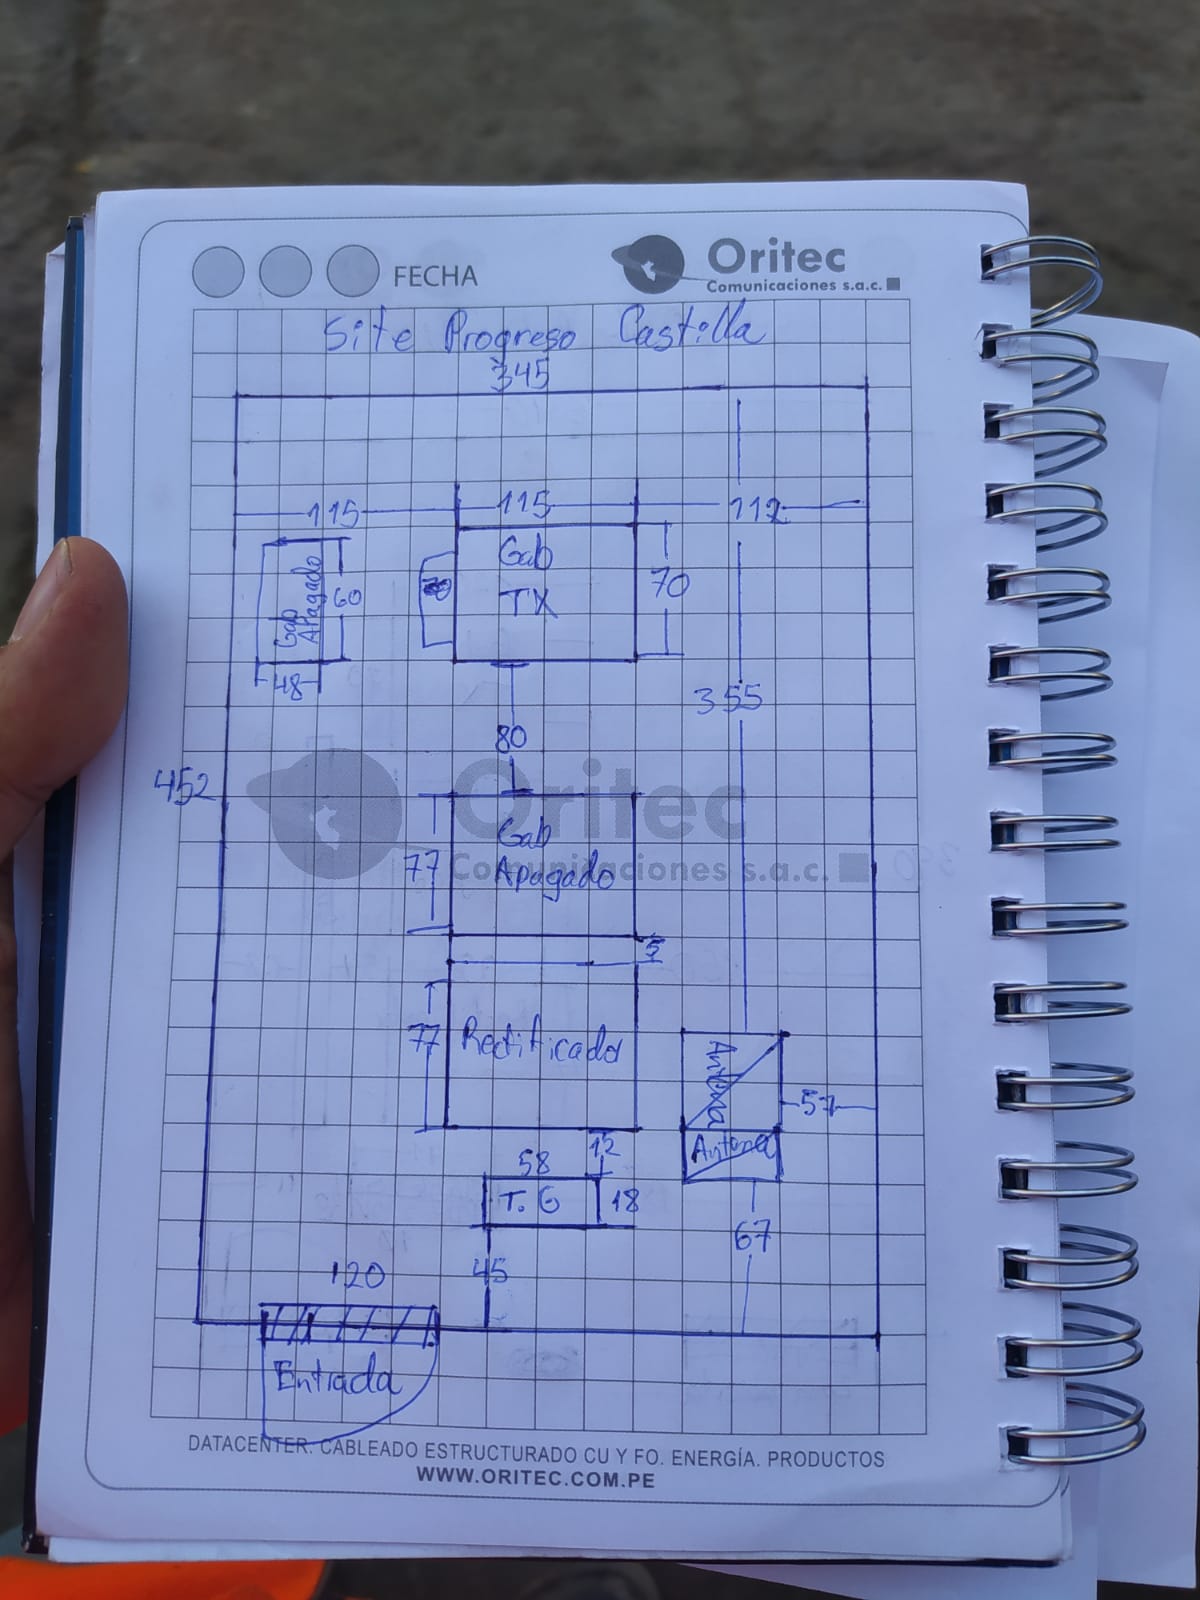 FECHA
Oritec
Comunicaciones s.a.c.
Site Progreso Castilla
345
115
115
112
Gab
Apagado
60
48
Gab
TX
70
355
80
452
Oritec
Comunicaciones s.a.c.
Gab
Apagado
77
5
77
Rectificador
Antena
57
Antena
12
58
T. G
18
67
45
120
Entrada
DATACENTER. CABLEADO ESTRUCTURADO CU Y FO. ENERGÍA. PRODUCTOS
WWW.ORITEC.COM.PE